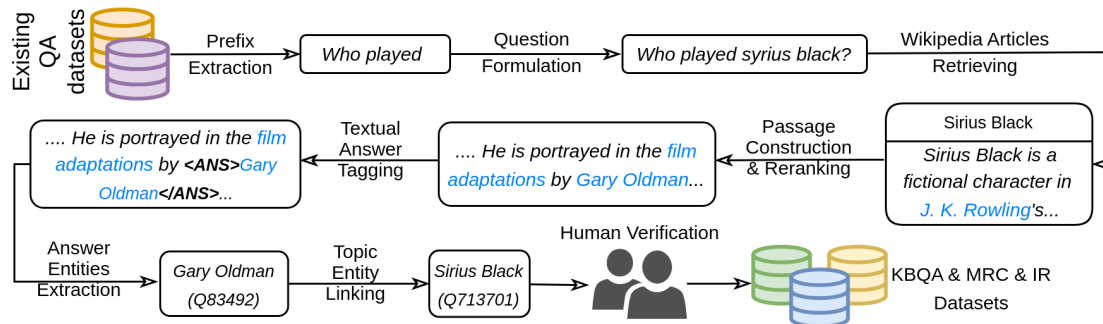 Existing
QA
datasets
Prefix
Extraction
Who played
Question
Formulation
Who played syrius black?
Wikipedia Articles
Retrieving
Sirius Black
Sirius Black is a
fictional character in
J. K. Rowling's...
Passage
Construction
& Reranking
.... He is portrayed in the film
adaptations by Gary Oldman...
Textual
Answer
Tagging
.... He is portrayed in the film
adaptations by <ANS>Gary
Oldman</ANS>...
Answer
Entities
Extraction
Gary Oldman
(Q83492)
Topic
Entity
Linking
Sirius Black
(Q713701)
Human Verification
KBQA & MRC & IR
Datasets